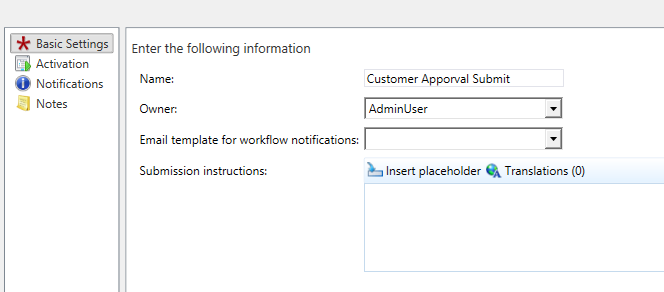 Basic Settings
Activation
Notifications
Notes
Enter the following information
Name: Customer Apporval Submit
Owner: AdminUser
Email template for workflow notifications:
Submission instructions: Insert placeholder Translations (0)